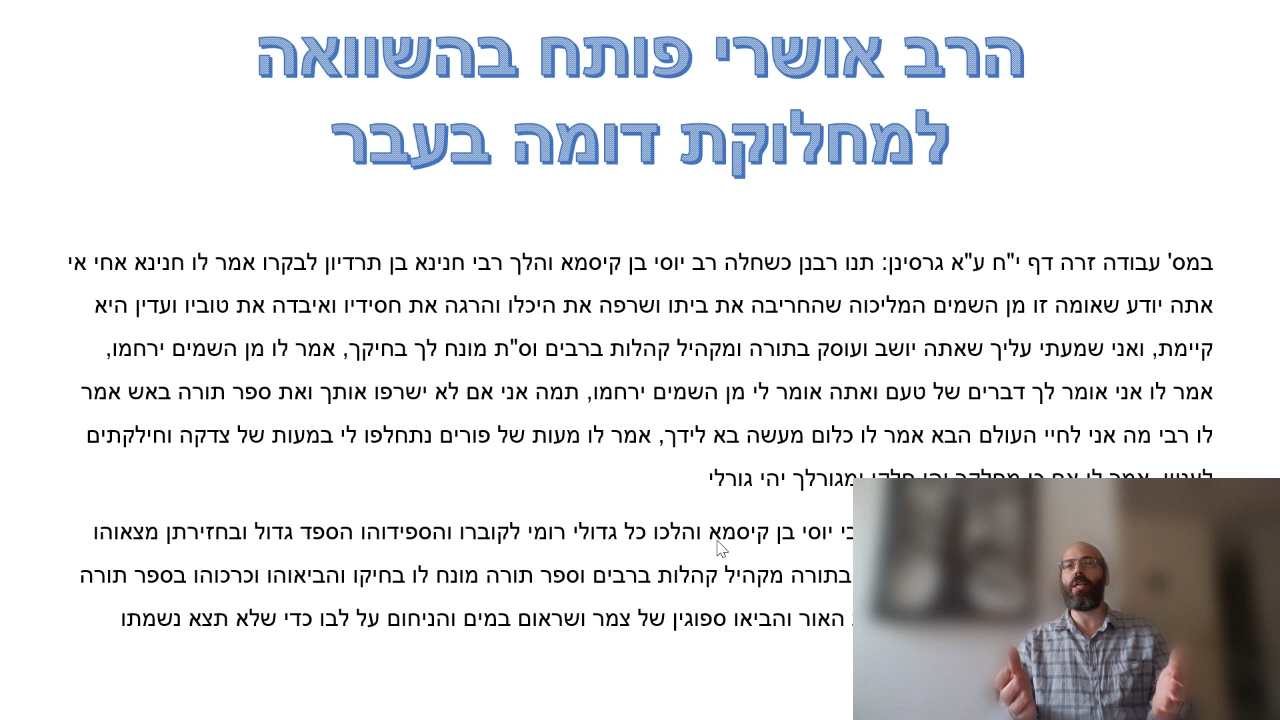 הרב אושרי פותח בהשוואה
למחלוקת דומה בעבר
במס' עבודה זרה דף י"ח ע"א גרסינן: תנו רבנן כשחלה רב יוסי בן קיסמא והלך רבי חנינא בן תרדיון לבקרו אמר לו חנינא אחי אי
אתה יודע שאומה זו מן השמים המליכוה שהחריבה את ביתו ושרפה את היכלו והרגה את חסידיו ואיבדה את טוביו ועדין היא
קיימת, ואני שמעתי עליך שאתה יושב ועוסק בתורה ומקהיל קהלות ברבים וס"ת מונח לך בחיקך, אמר לו מן השמים ירחמו,
אמר לו אני אומר לך דברים של טעם ואתה אומר לי מן השמים ירחמו, תמה אני אם לא ישרפו אותך ואת ספר תורה באש אמר
לו רבי מה אני לחיי העולם הבא אמר לו כלום מעשה בא לידך, אמר לו מעות של פורים נתחלפו לי במעות של צדקה וחילקתים
ומגורלך יהי גורלי
יוסי בן קיסמא והלכו כל גדולי רומי לקוברו והספידוהו הספד גדול ובחזירתן מצאוהו
בתורה מקהיל קהלות ברבים וספר תורה מונח לו בחיקו והביאוהו וכרכוהו בספר תורה
האור והביאו ספוגין של צמר ושראום במים והניחום על לבו כדי שלא תצא נשמתו